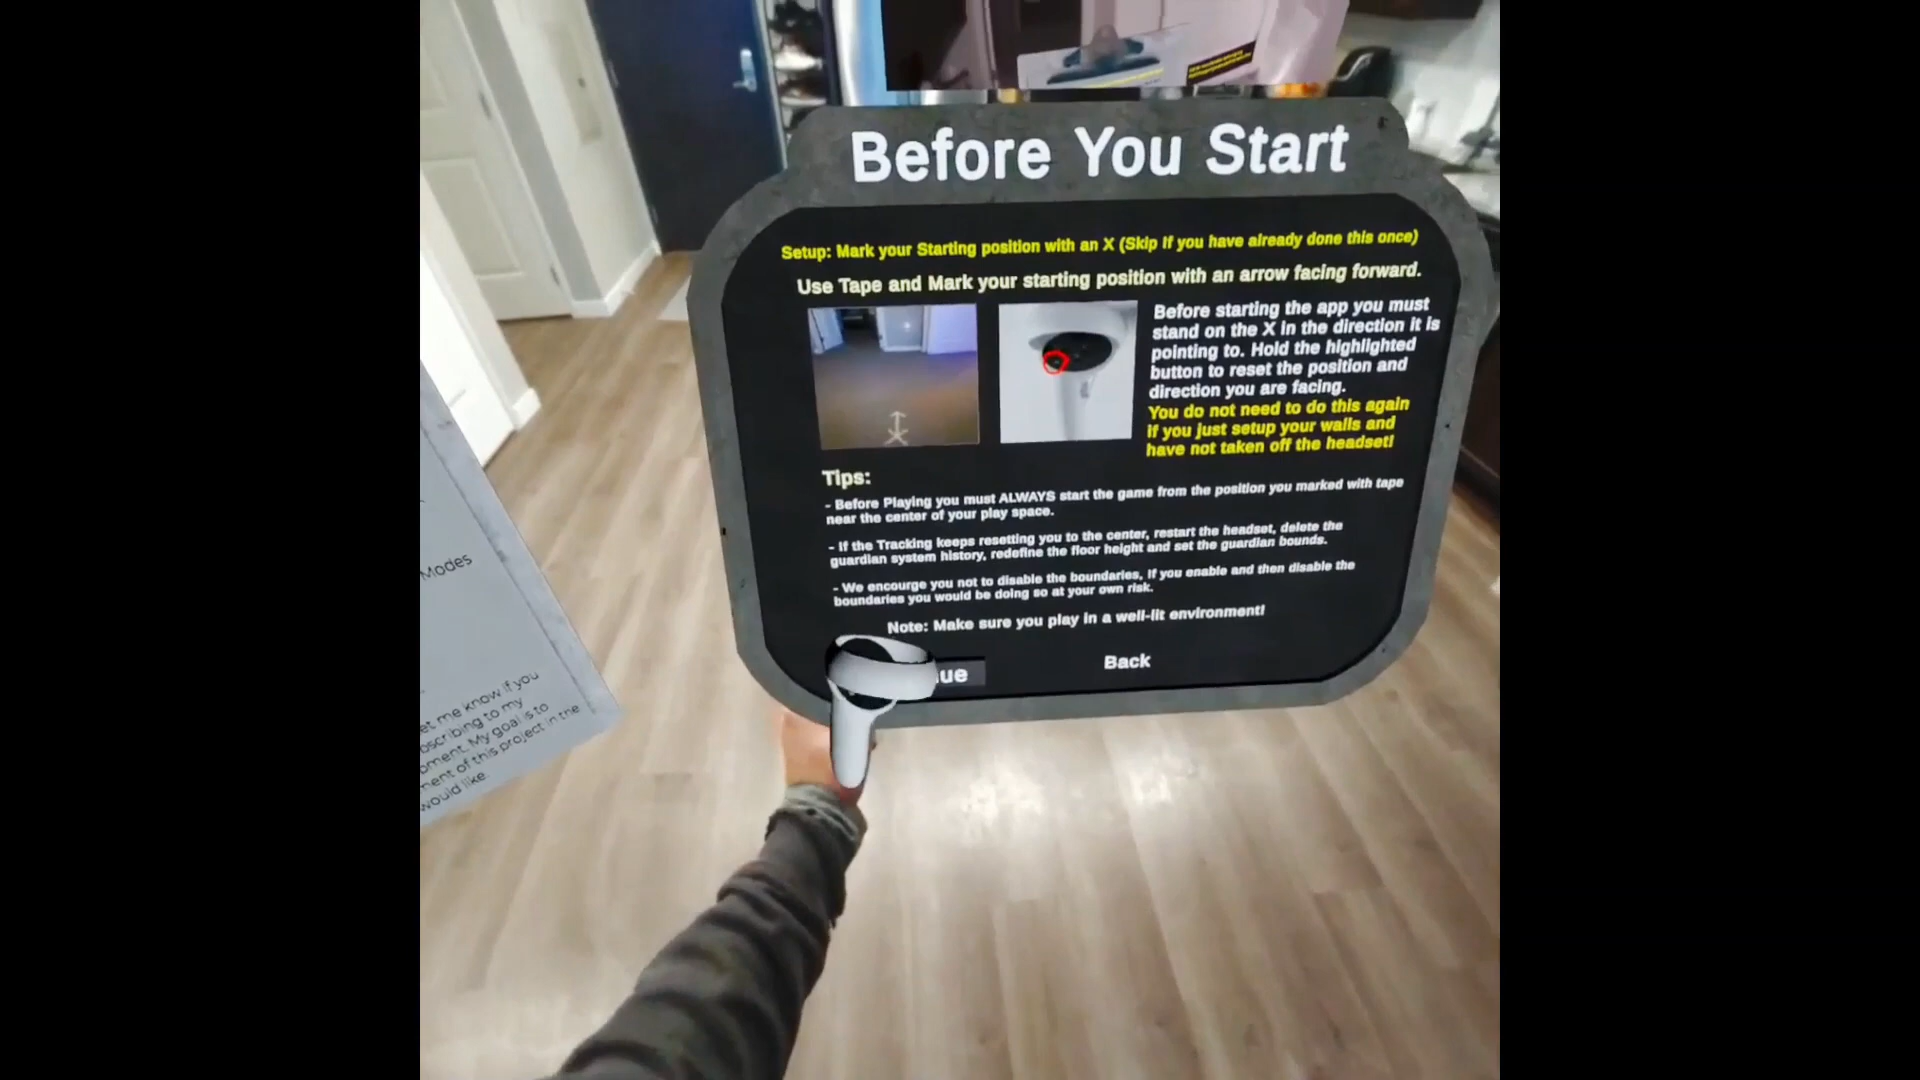 Before You Start
Setup: Mark your Starting position with an X (Skip if you have already done this once)
Use Tape and Mark your starting position with an arrow facing forward.
Before starting the app you must
stand on the X in the direction it is
pointing to. Hold the highlighted
button to reset the position and
direction you are facing.
You do not need to do this again
if you just setup your walls and
have not taken off the headset!
Tips:
- Before Playing you must ALWAYS start the game from the position you marked with tape
near the center of your play space.
- If the Tracking keeps resetting you to the center, restart the headset, delete the
guardian system history, redefine the floor height and set the guardian bounds.
- We encourge you not to disable the boundaries, if you enable and then disable the
boundaries you would be doing so at your own risk.
Note: Make sure you play in a well-lit environment!
ue
Back
Modes
et me know if you
bscribing to my
oment. My goal is to
ment of this project in the
would like